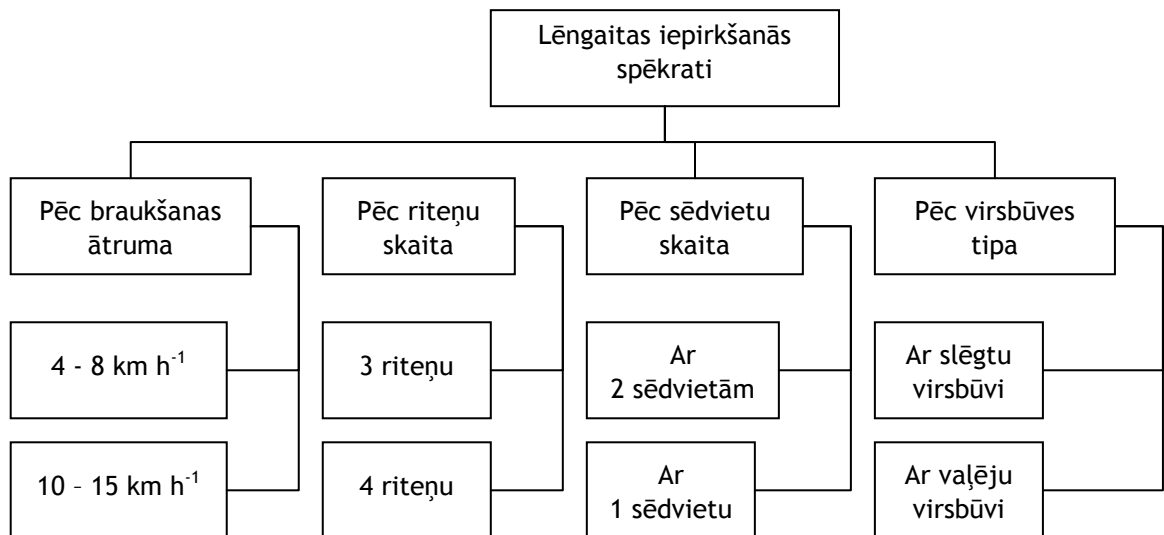 Lēngaitas iepirkšanās
spēkrati
Pēc braukšanas
ātruma
Pēc riteņu
skaita
Pēc sēdvietu
skaita
Pēc virsbūves
tipa
4 - 8 km h⁻¹
3 riteņu
Ar
2 sēdvietām
Ar slēgtu
virsbūvi
10 – 15 km h⁻¹
4 riteņu
Ar
1 sēdvietu
Ar vaļēju
virsbūvi